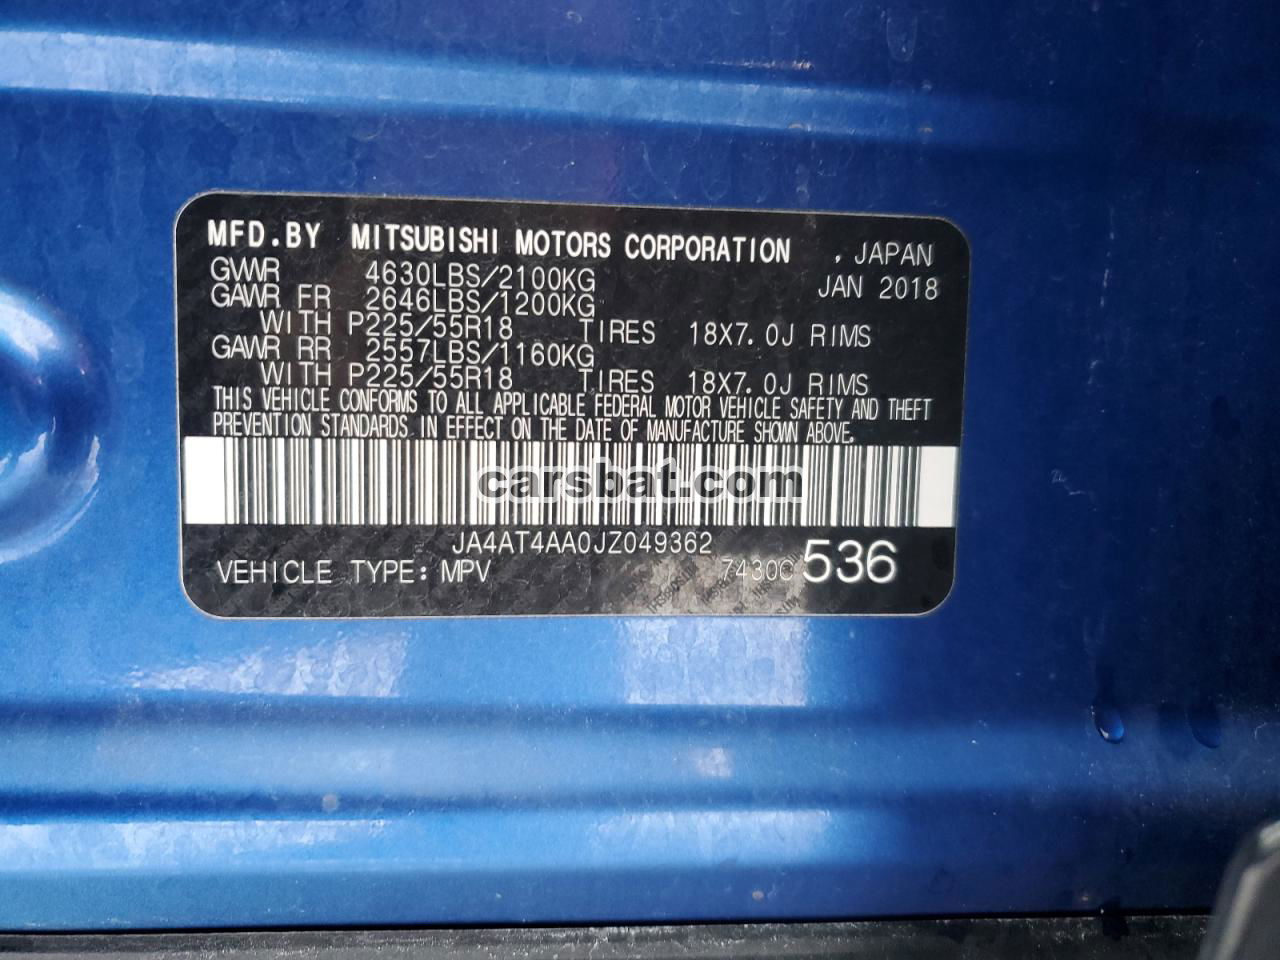 MFD.BY MITSUBISHI MOTORS CORPORATION , JAPAN
GVWR 4630LBS/2100KG JAN 2018
GAWR FR 2646LBS/1200KG
WITH P225/55R18 TIRES 18X7.0J RIMS
GAWR RR 2557LBS/1160KG
WITH P225/55R18 TIRES 18X7.0J RIMS
THIS VEHICLE CONFORMS TO ALL APPLICABLE FEDERAL MOTOR VEHICLE SAFETY AND THEFT
PREVENTION STANDARDS IN EFFECT ON THE DATE OF MANUFACTURE SHOWN ABOVE.
carsbat.com
JA4AT4AA0JZ049362
VEHICLE TYPE: MPV 7430C 536